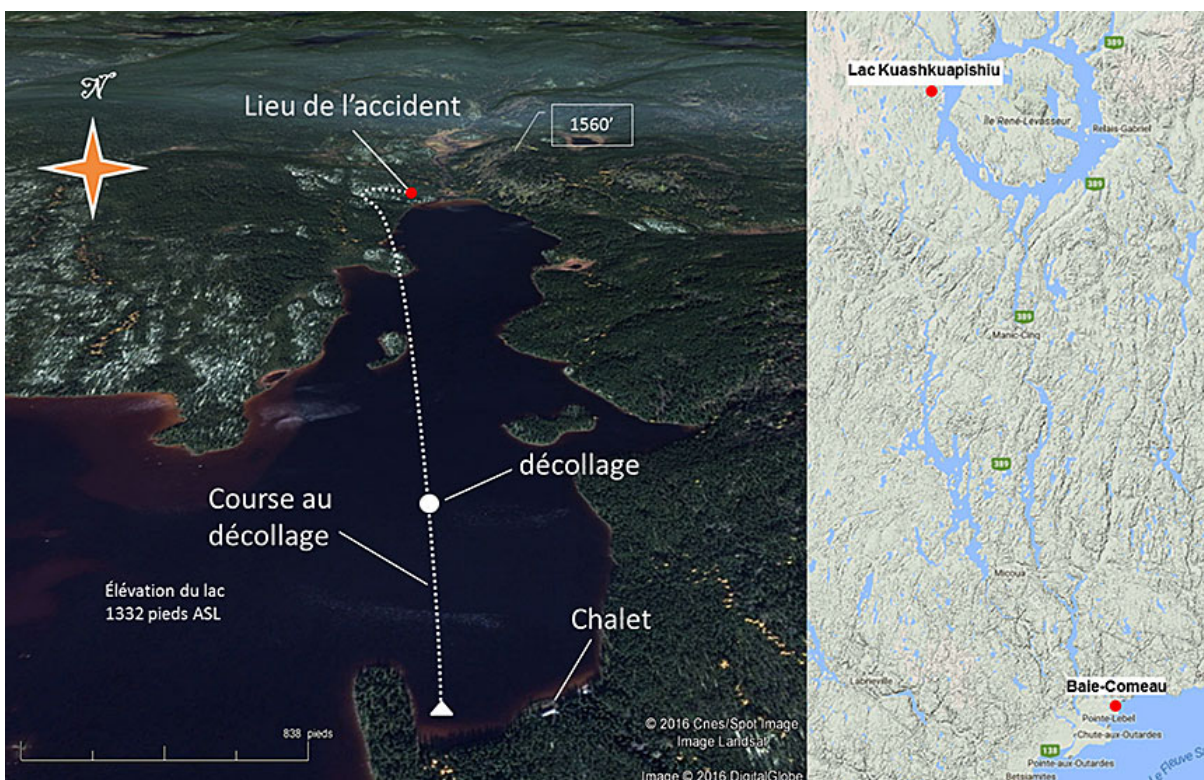 N
Lieu de l'accident
1560'
décollage
Course au
décollage
Élévation du lac
1332 pieds ASL
Chalet
838 pieds
© 2016 Cnes/Spot Image
Image Landsat
Image © 2016 DigitalGlobe
389
Lac Kuashkuapishiu
Île René-Levasseur
Relais-Gabriel
389
389
Manic-Cinq
389
Micoua
Labrieville
Baie-Comeau
Pointe-Lebel
Chute-aux-Outardes
138
Pointe-aux-Outardes
Betsiamites
Le Fleuve S